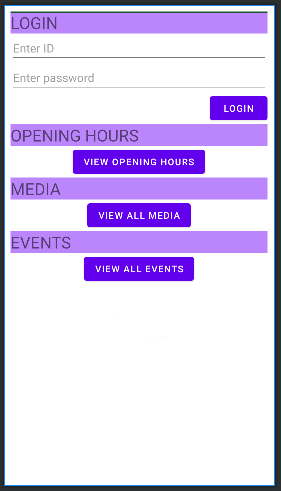 LOGIN
Enter ID
Enter password
LOGIN
OPENING HOURS
VIEW OPENING HOURS
MEDIA
VIEW ALL MEDIA
EVENTS
VIEW ALL EVENTS